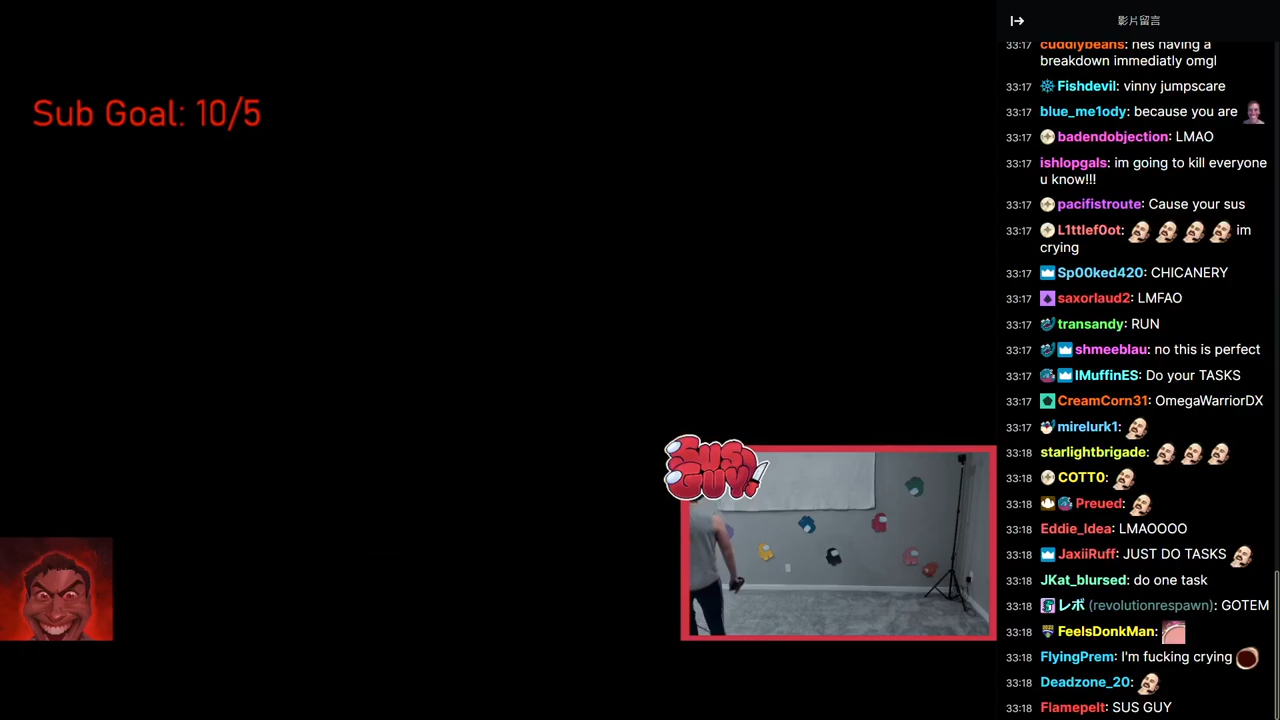 影片留言
Sub Goal: 10/5
33:17 cuddlybeans: hes having a
breakdown immediatly omgl
33:17 Fishdevil: vinny jumpscare
33:17 blue_me1ody: because you are
33:17 badendobjection: LMAO
33:17 ishlopgals: im going to kill everyone
u know!!!
33:17 pacifistroute: Cause your sus
33:17 L1ttlef0ot: im
crying
33:17 Sp00ked420: CHICANERY
33:17 saxorlaud2: LMFAO
33:17 transandy: RUN
33:17 shmeeblau: no this is perfect
33:17 IMuffinES: Do your TASKS
33:17 CreamCorn31: OmegaWarriorDX
33:17 mirelurk1:
33:18 starlightbrigade:
33:18 COTT0:
33:18 Preued:
33:18 Eddie_Idea: LMAOOOO
33:18 JaxiiRuff: JUST DO TASKS
33:18 JKat_blursed: do one task
33:18 レボ (revolutionrespawn): GOTEM
33:18 FeelsDonkMan:
33:18 FlyingPrem: I'm fucking crying
33:18 Deadzone_20:
33:18 Flamepelt: SUS GUY
SUS
GUY!